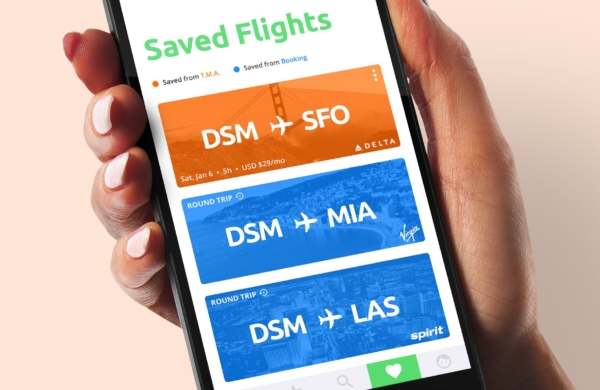 Saved Flights
Saved from T.M.A. Saved from Booking
DSM SFO
DELTA
Sat, Jan 6 • 5h • USD $29/mo
ROUND TRIP
DSM MIA
Virgin
ROUND TRIP
DSM LAS
spirit